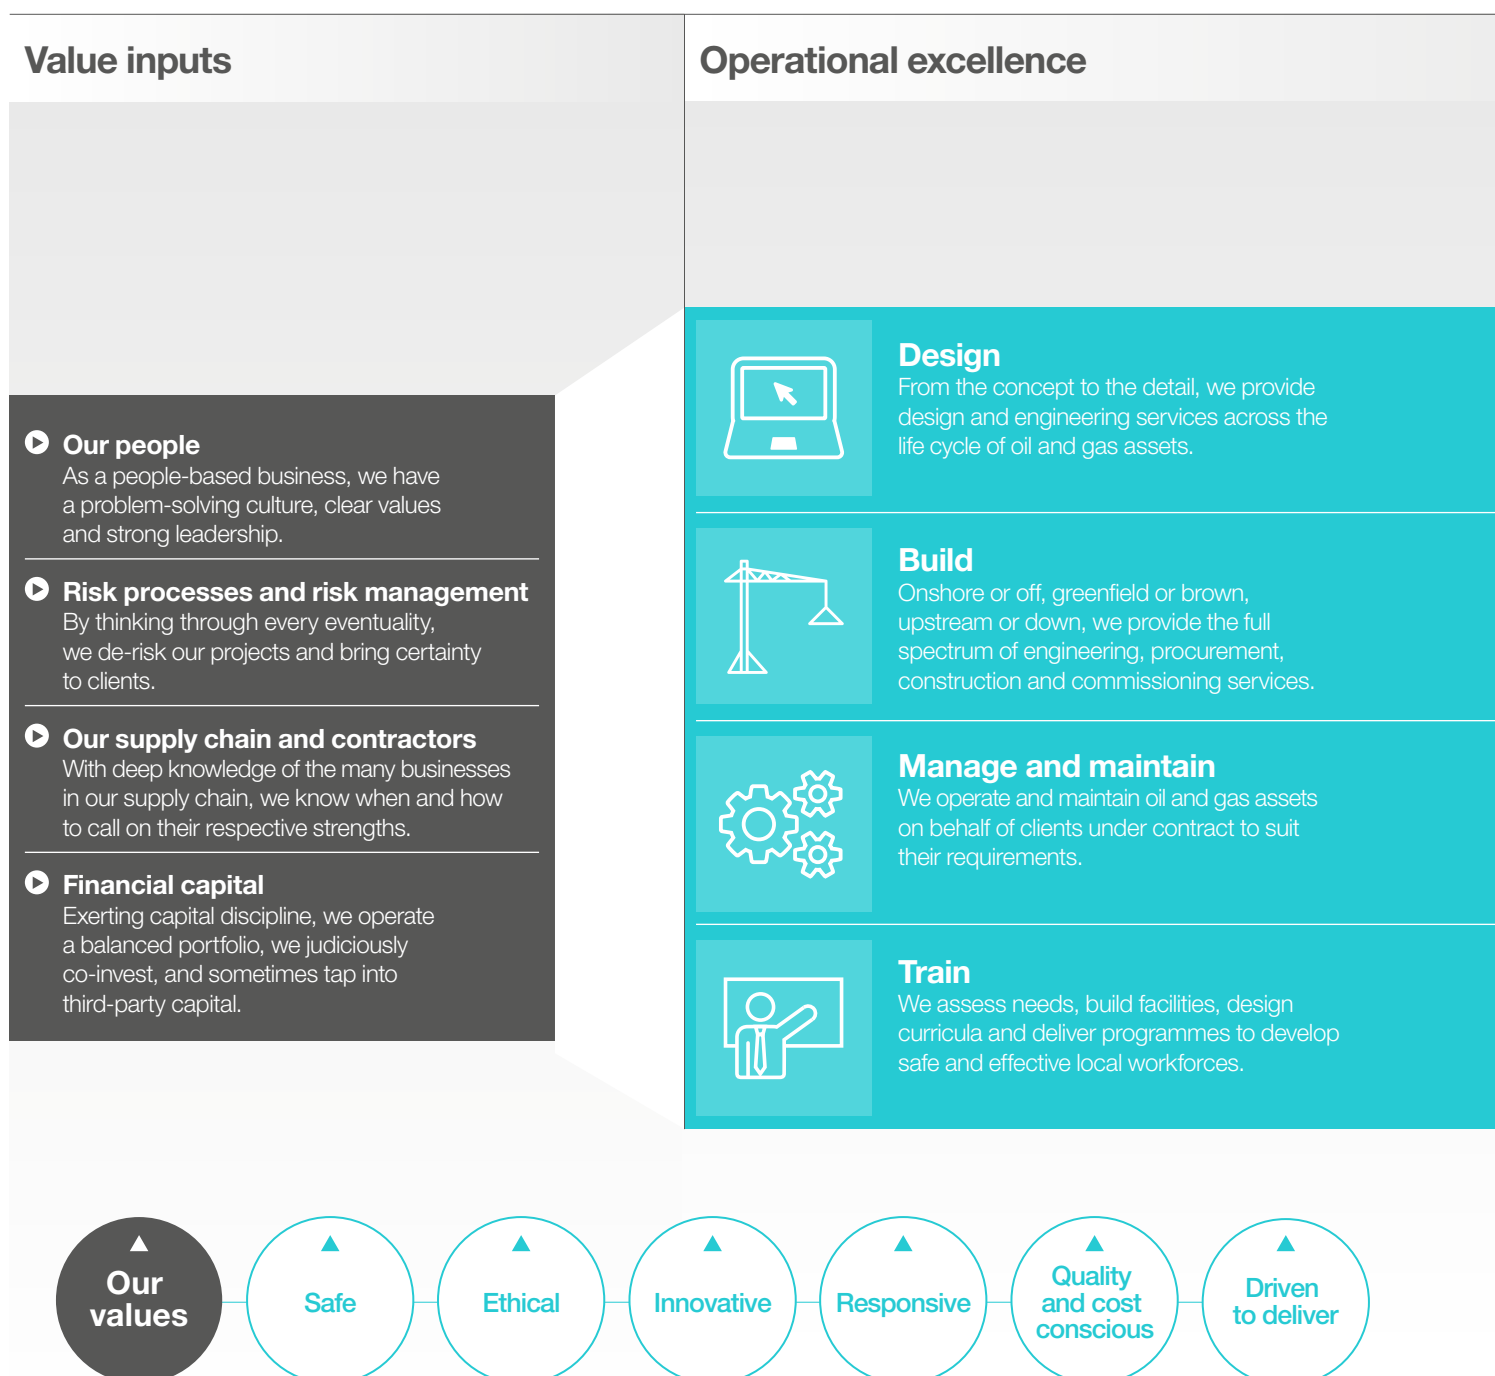 Value inputs
Operational excellence
Our people
As a people-based business, we have
a problem-solving culture, clear values
and strong leadership.
Risk processes and risk management
By thinking through every eventuality,
we de-risk our projects and bring certainty
to clients.
Our supply chain and contractors
With deep knowledge of the many businesses
in our supply chain, we know when and how
to call on their respective strengths.
Financial capital
Exerting capital discipline, we operate
a balanced portfolio, we judiciously
co-invest, and sometimes tap into
third-party capital.
Design
From the concept to the detail, we provide
design and engineering services across the
life cycle of oil and gas assets.
Build
Onshore or off, greenfield or brown,
upstream or down, we provide the full
spectrum of engineering, procurement,
construction and commissioning services.
Manage and maintain
We operate and maintain oil and gas assets
on behalf of clients under contract to suit
their requirements.
Train
We assess needs, build facilities, design
curricula and deliver programmes to develop
safe and effective local workforces.
Our
values
Safe
Ethical
Innovative
Responsive
Quality
and cost
conscious
Driven
to deliver